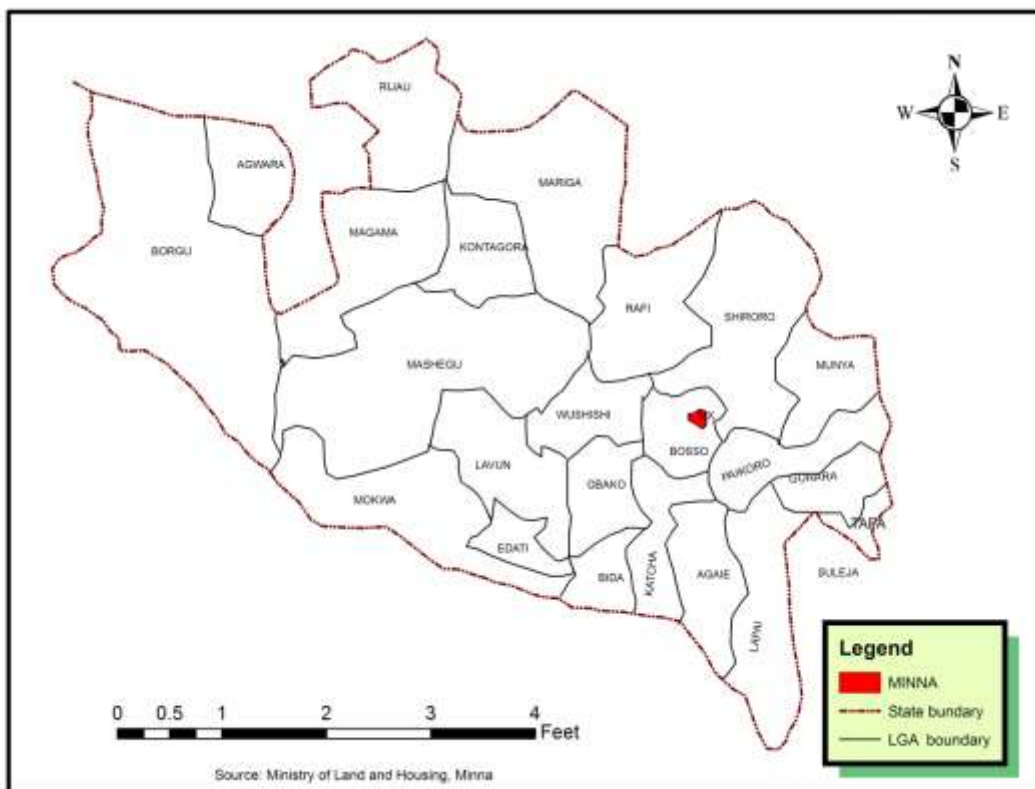 N
W E
S
RIJAU
AGWARA
MARIGA
MAGAMA
KONTAGORA
BORGU
RAFI
SHIRORO
MASHEGU
MUNYA
WUSHISHI
BOSSO
LAVUN
PAIKORO
GURARA
GBAKO
MOKWA
TAFA
EDATI
BIDA
KATCHA
AGAIE
SULEJA
LAPAI
Legend
MINNA
State bundary
LGA boundary
0 0.5 1 2 3 4
Feet
Source: Ministry of Land and Housing, Minna